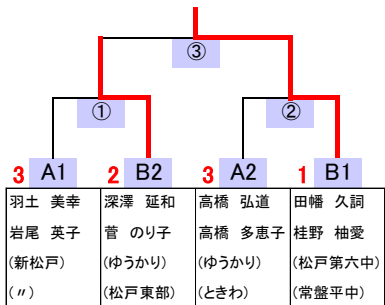 ③
① ②
3 A1 2 B2 3 A2 1 B1
羽土 美幸 深澤 延和 高橋 弘道 田幡 久詞
岩尾 英子 菅 のり子 高橋 多恵子 桂野 柚愛
(新松戸) (ゆうかり) (ゆうかり) (松戸第六中)
(〃) (松戸東部) (ときわ) (常盤平中)